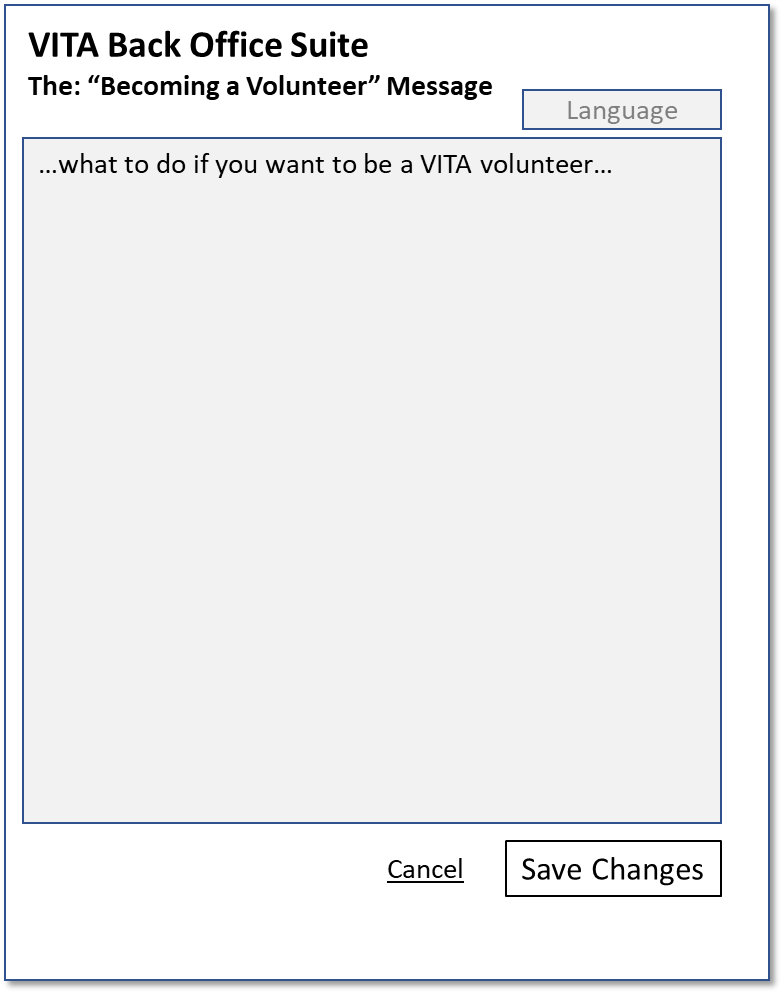 VITA Back Office Suite
The: “Becoming a Volunteer” Message
Language
…what to do if you want to be a VITA volunteer…
Cancel
Save Changes